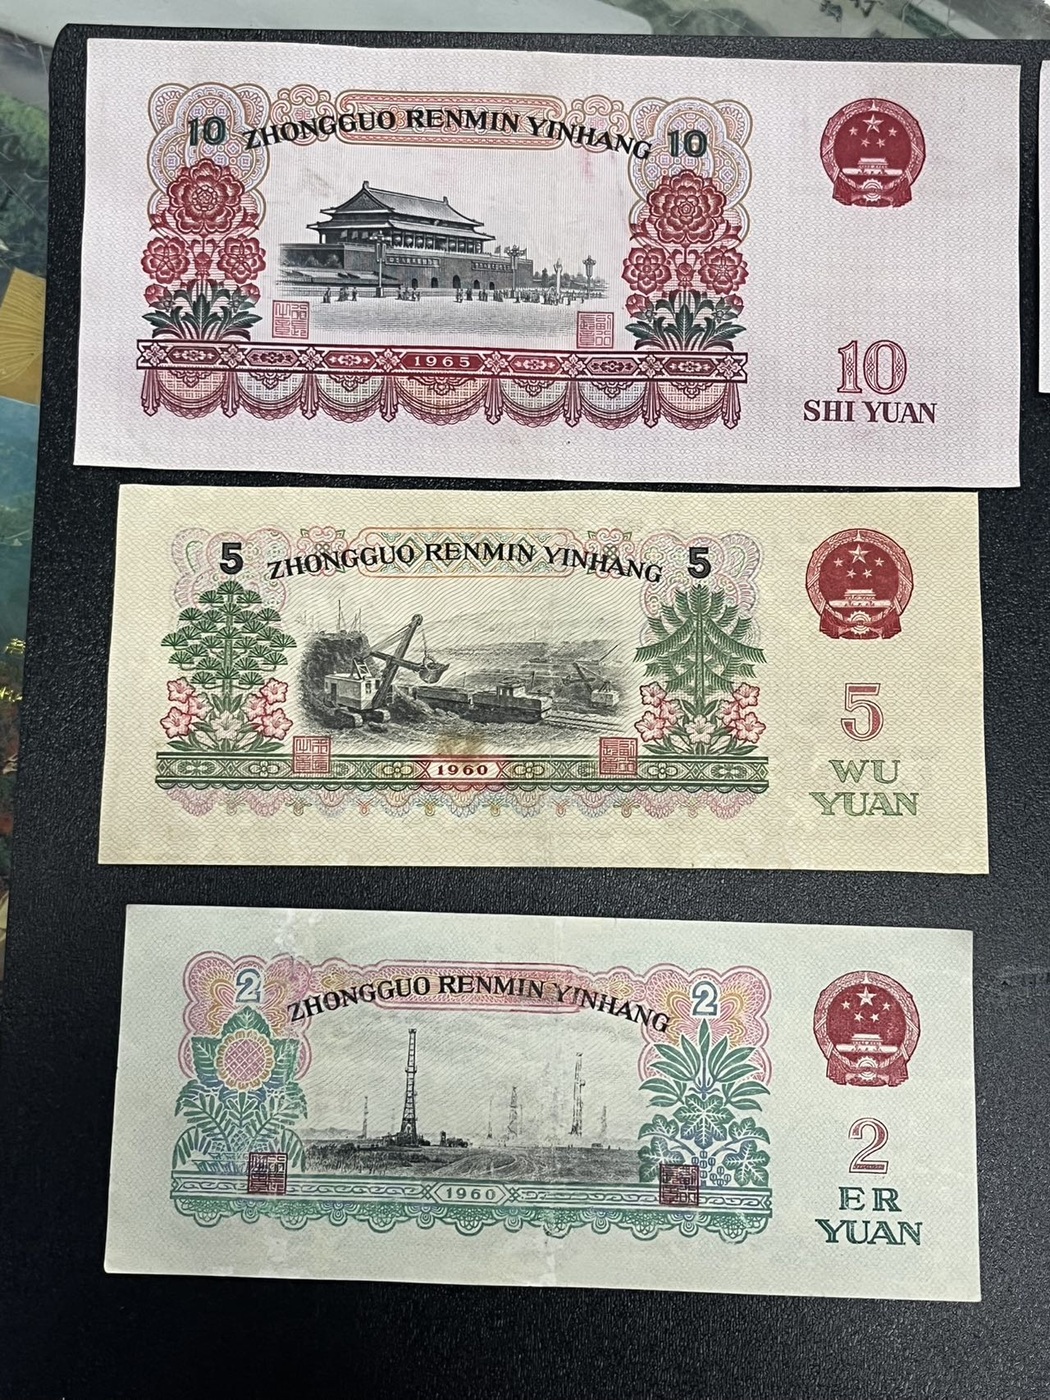 10 ZHONGGUO RENMIN YINHANG 10
1965
10
SHI YUAN
5 ZHONGGUO RENMIN YINHANG 5
1960
5
WU
YUAN
2 ZHONGGUO RENMIN YINHANG 2
1960
2
ER
YUAN